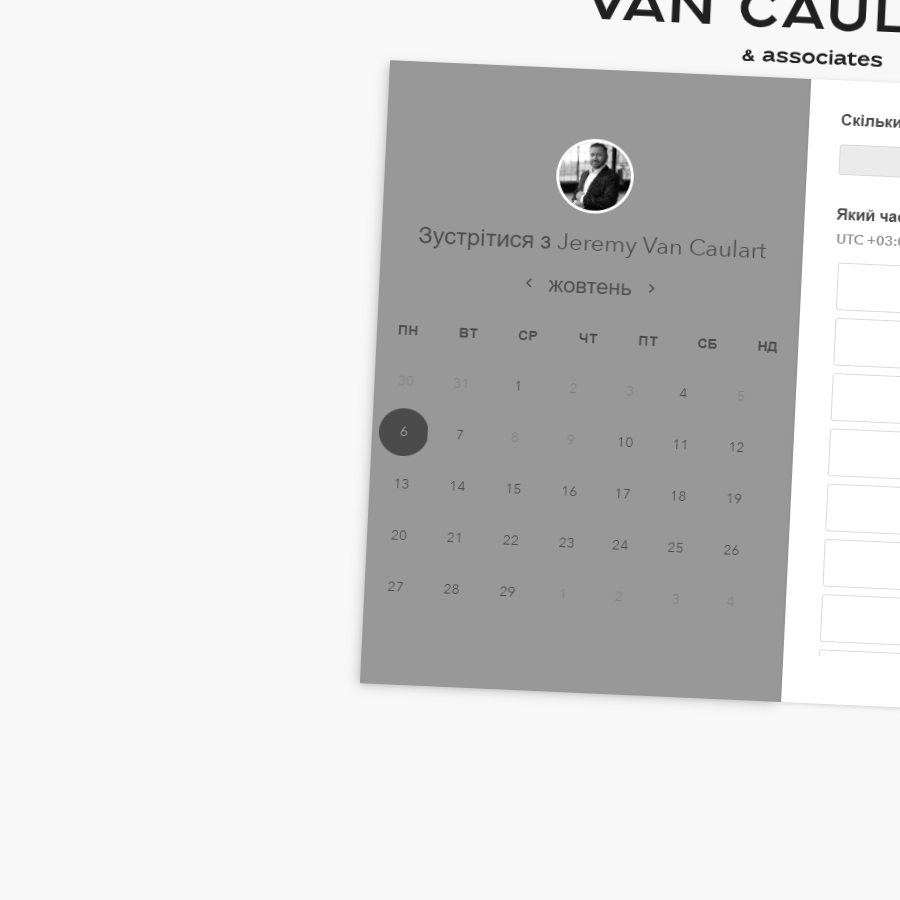 VAN CAUL
& associates
Зустрітися з Jeremy Van Caulart
жовтень
ПН ВТ СР ЧТ ПТ СБ НД
30 31 1 2 3 4 5
6 7 8 9 10 11 12
13 14 15 16 17 18 19
20 21 22 23 24 25 26
27 28 29 1 2 3 4
Скільки
Який час
UTC +03:0